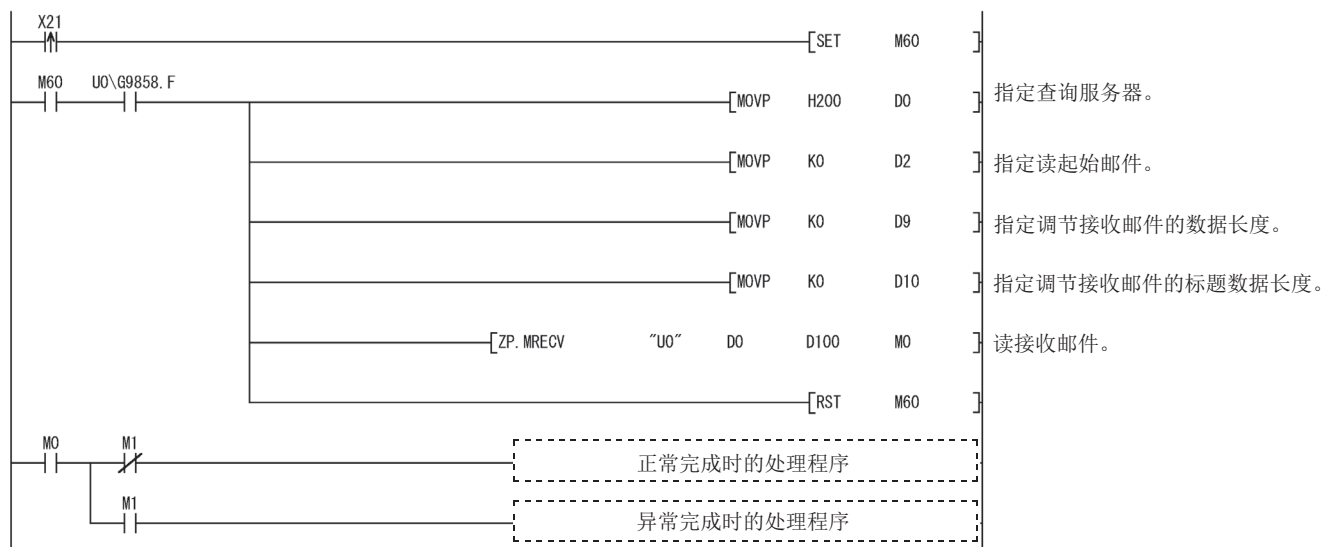 X21
[SET M60 ]
M60 U0\G9858.F
[MOVP H200 D0 ] 指定查询服务器。
[MOVP K0 D2 ] 指定读起始邮件。
[MOVP K0 D9 ] 指定调节接收邮件的数据长度。
[MOVP K0 D10 ] 指定调节接收邮件的标题数据长度。
[ZP.MRECV "U0" D0 D100 M0 ] 读接收邮件。
[RST M60 ]
M0 M1
正常完成时的处理程序
M1
异常完成时的处理程序